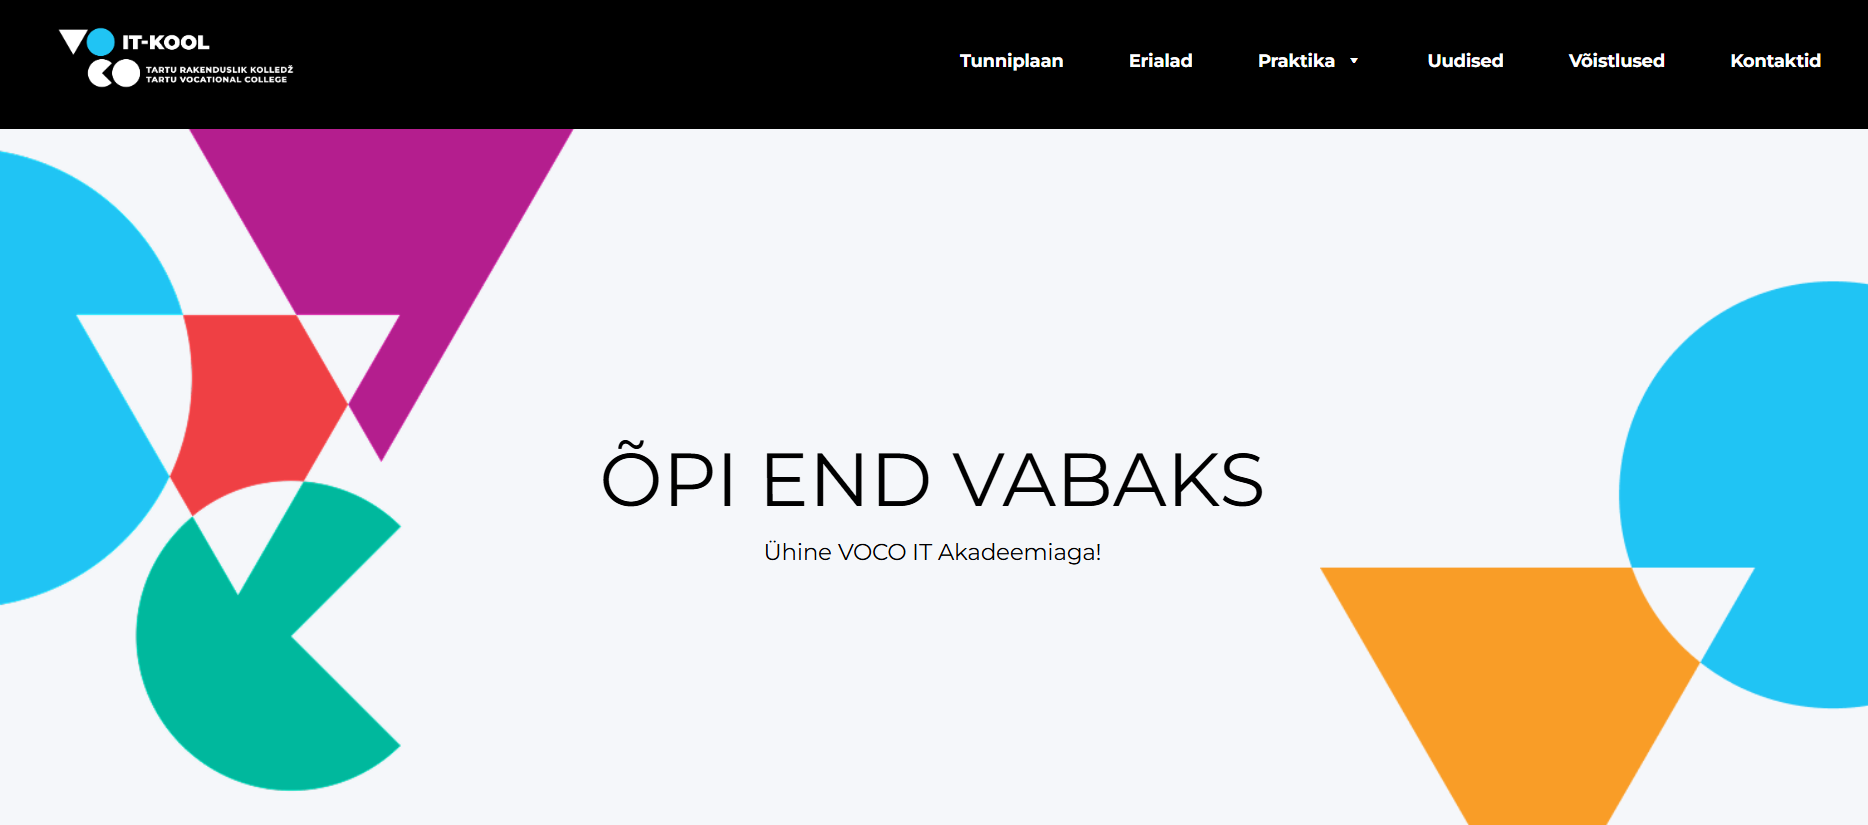 VOCO IT-KOOL
TARTU RAKENDUSLIK KOLLEDŽ
TARTU VOCATIONAL COLLEGE
Tunniplaan Erialad Praktika Uudised Võistlused Kontaktid
ÕPI END VABAKS
Ühine VOCO IT Akadeemiaga!